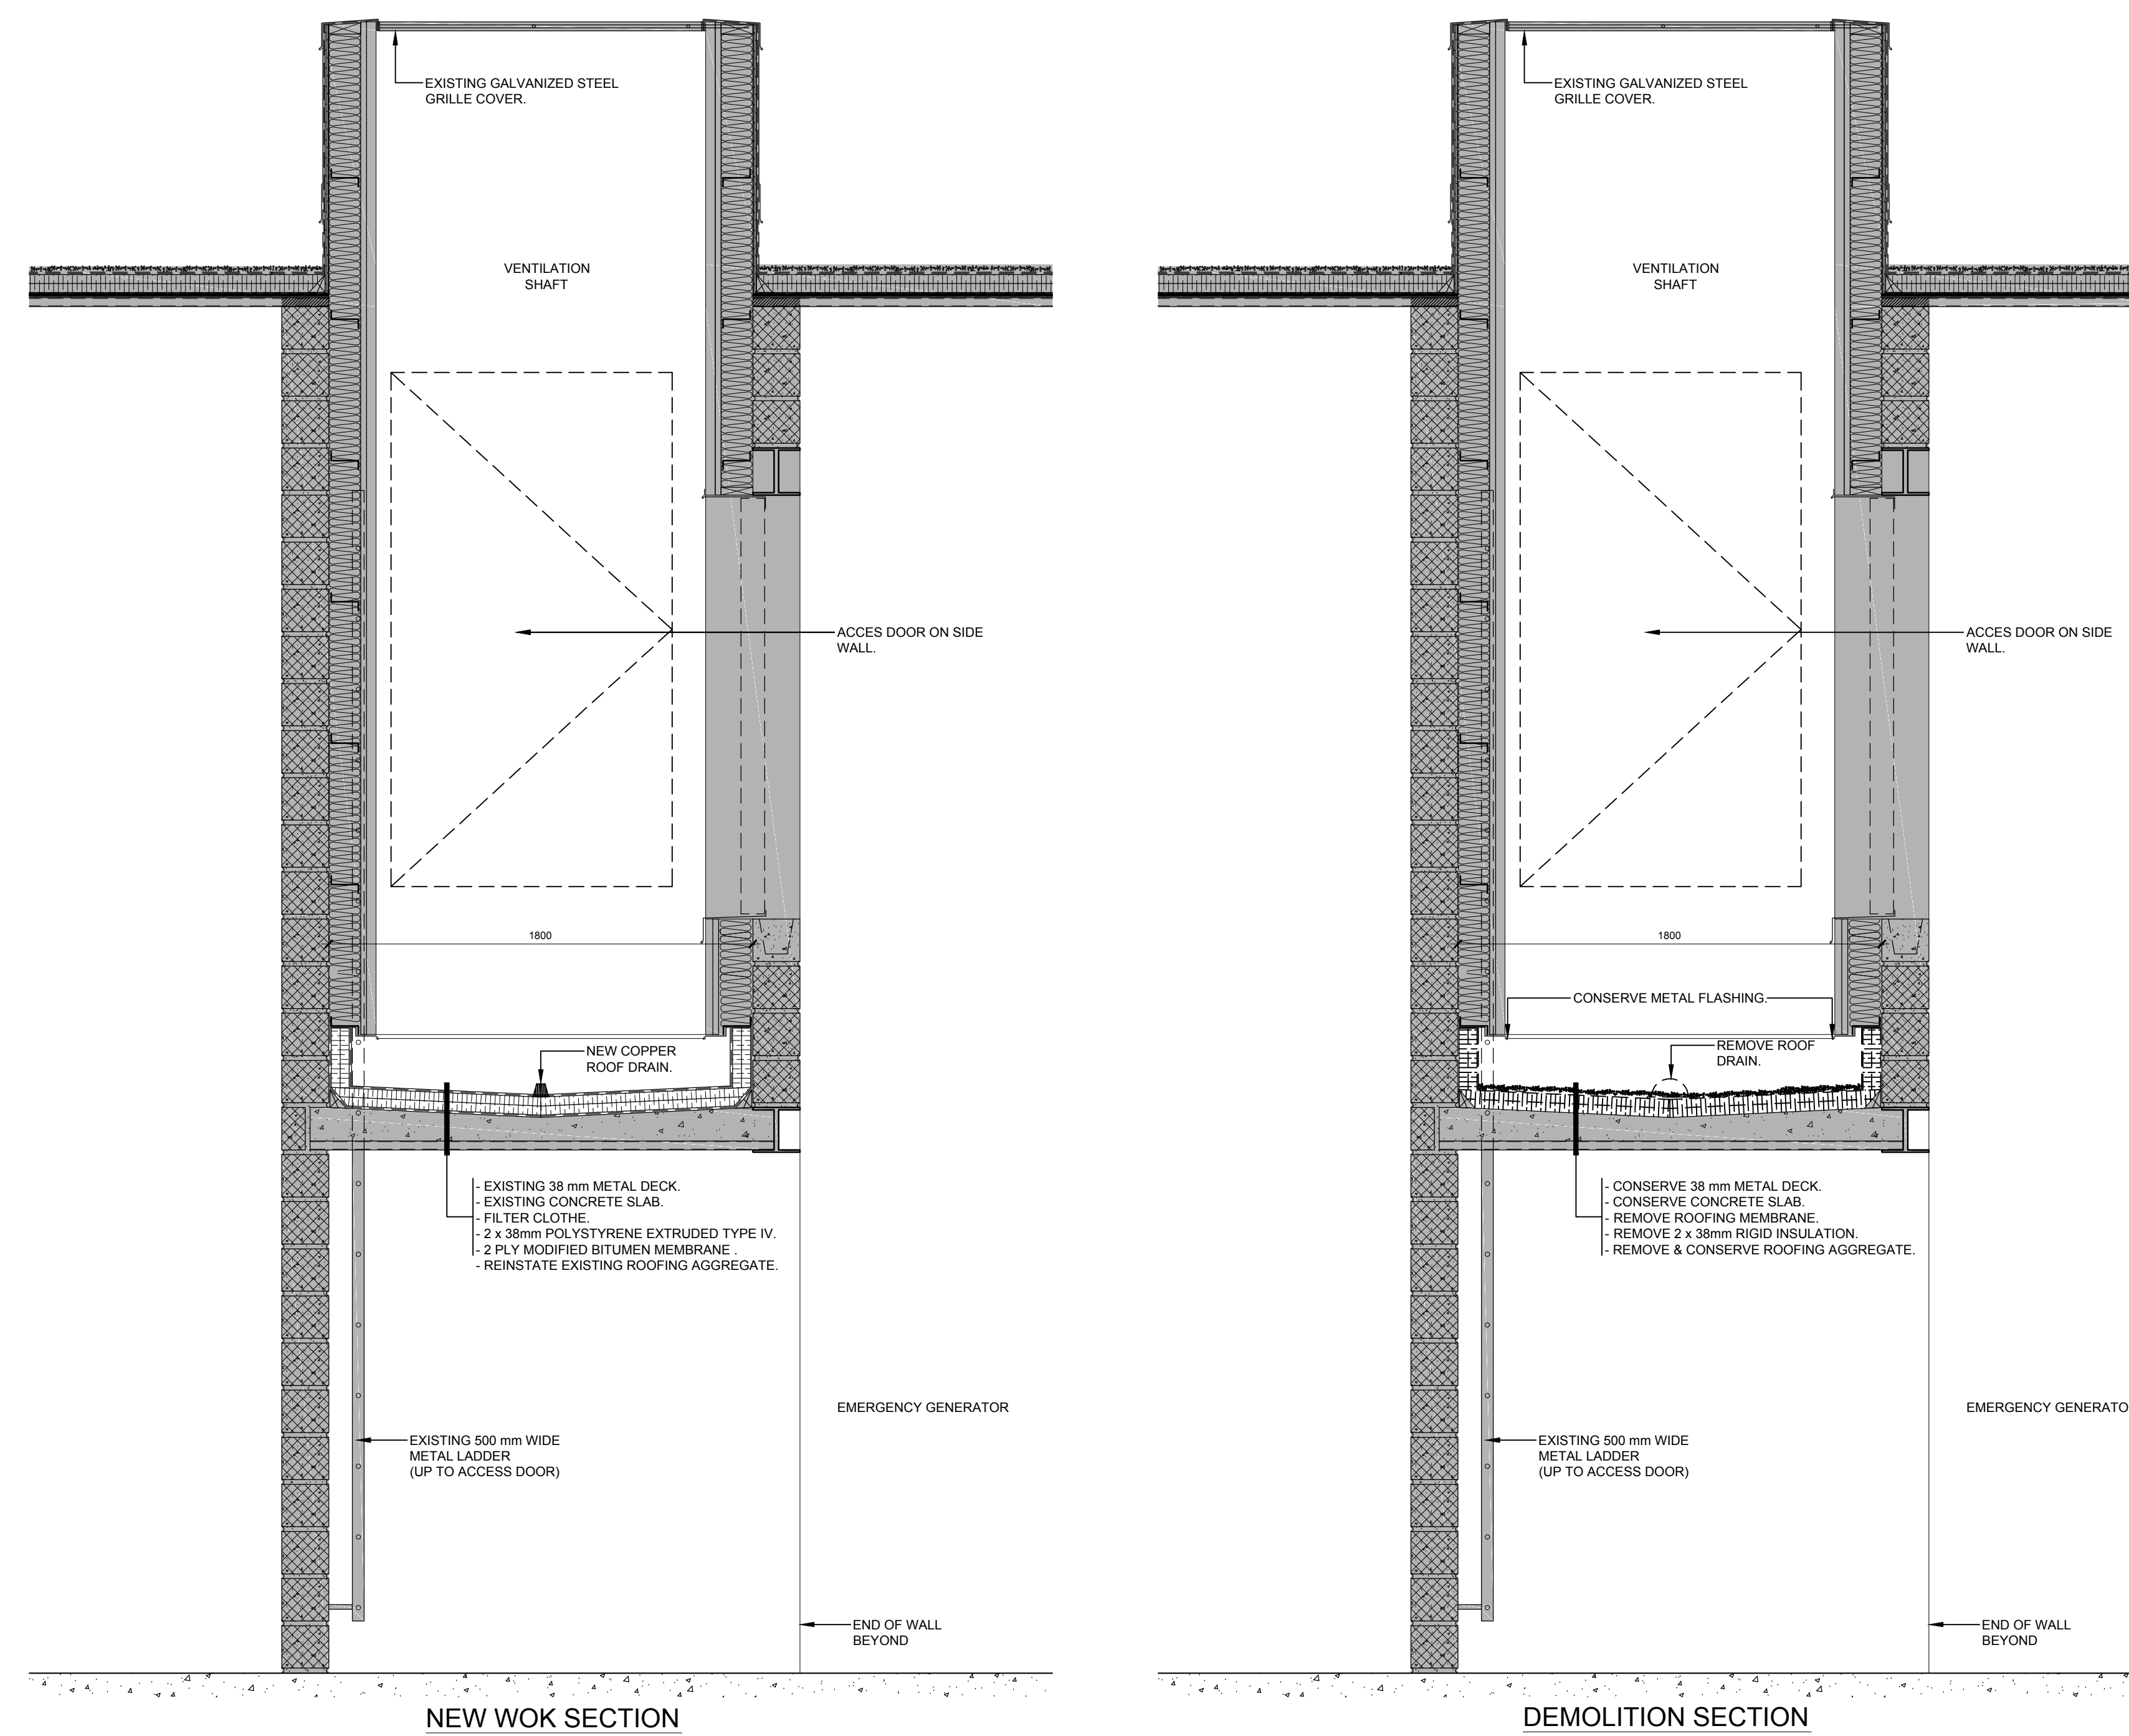 EXISTING GALVANIZED STEEL
GRILLE COVER.
VENTILATION
SHAFT
ACCES DOOR ON SIDE
WALL.
1800
NEW COPPER
ROOF DRAIN.
- EXISTING 38 mm METAL DECK.
- EXISTING CONCRETE SLAB.
- FILTER CLOTHE.
- 2 x 38mm POLYSTYRENE EXTRUDED TYPE IV.
- 2 PLY MODIFIED BITUMEN MEMBRANE .
- REINSTATE EXISTING ROOFING AGGREGATE.
EMERGENCY GENERATOR
EXISTING 500 mm WIDE
METAL LADDER
(UP TO ACCESS DOOR)
END OF WALL
BEYOND
NEW WOK SECTION
EXISTING GALVANIZED STEEL
GRILLE COVER.
VENTILATION
SHAFT
ACCES DOOR ON SIDE
WALL.
1800
CONSERVE METAL FLASHING.
REMOVE ROOF
DRAIN.
- CONSERVE 38 mm METAL DECK.
- CONSERVE CONCRETE SLAB.
- REMOVE ROOFING MEMBRANE.
- REMOVE 2 x 38mm RIGID INSULATION.
- REMOVE & CONSERVE ROOFING AGGREGATE.
EMERGENCY GENERATO
EXISTING 500 mm WIDE
METAL LADDER
(UP TO ACCESS DOOR)
END OF WALL
BEYOND
DEMOLITION SECTION